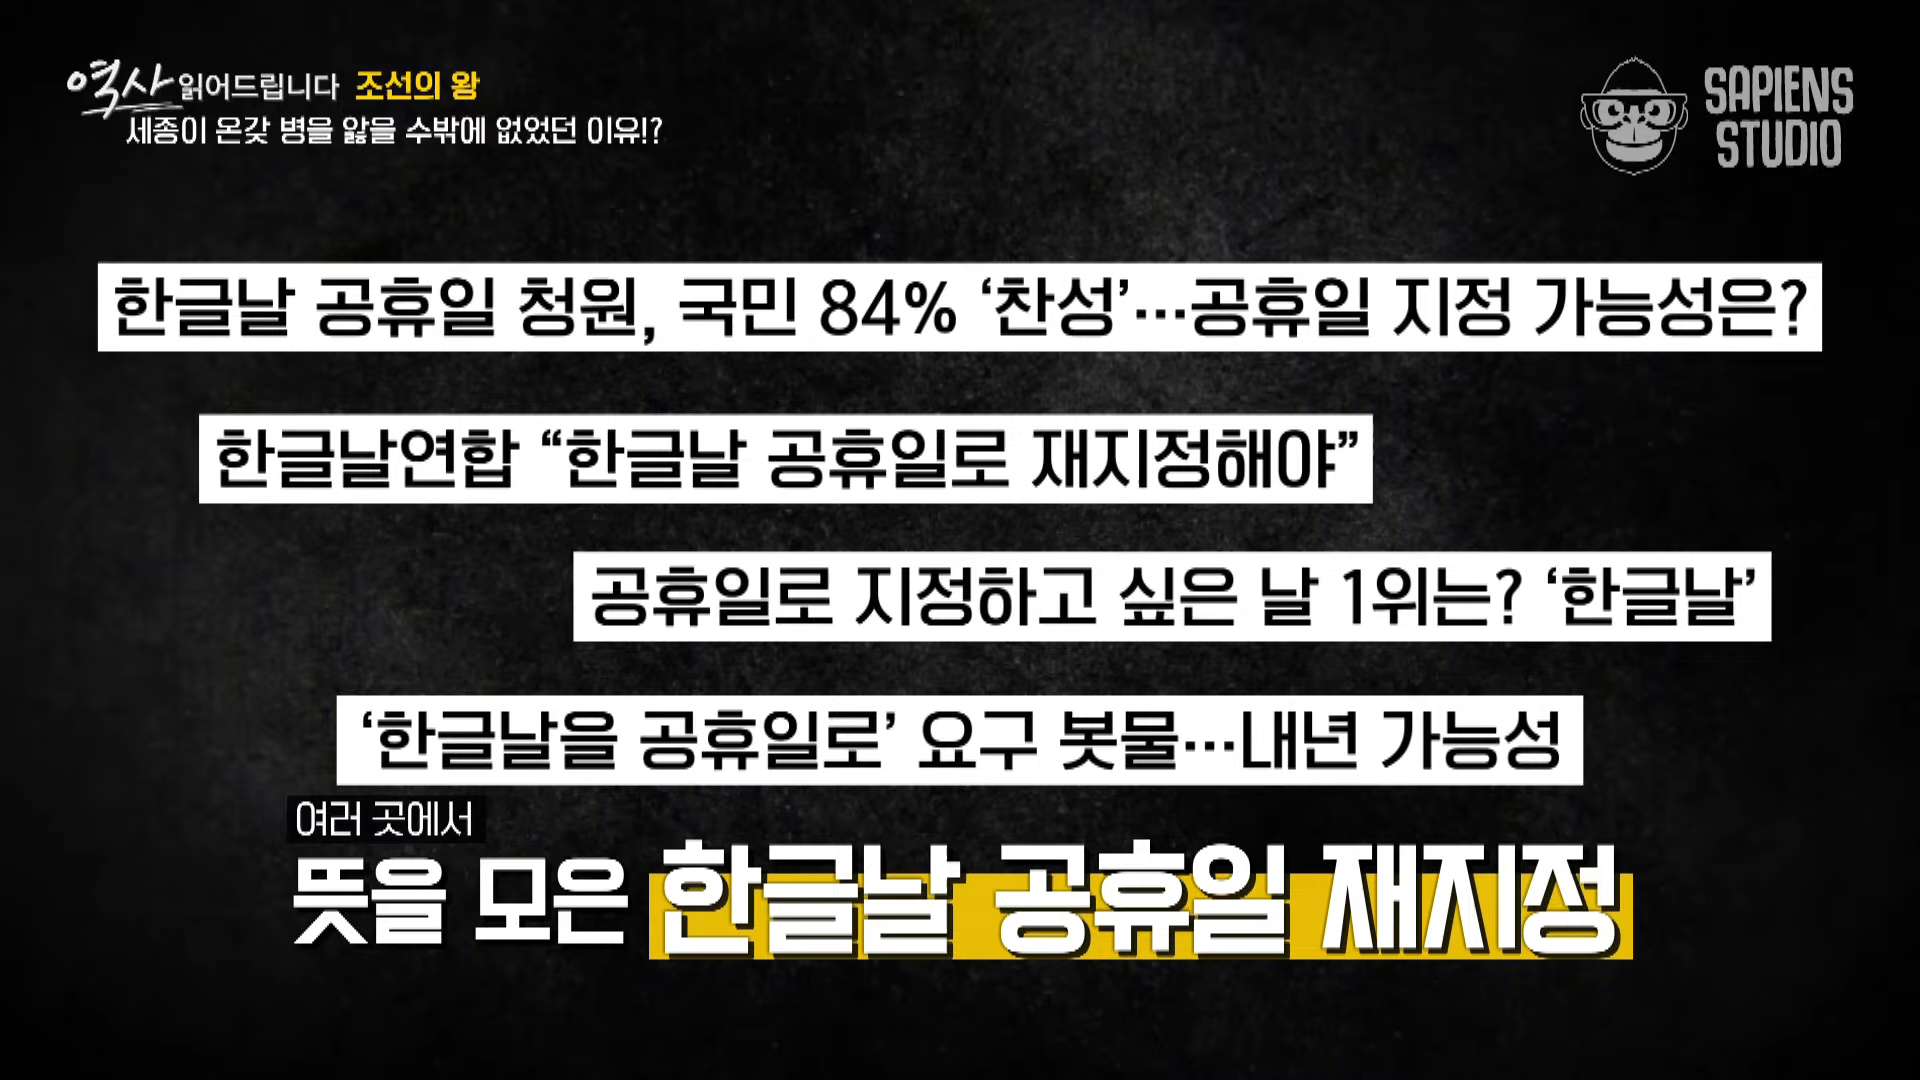 역사 읽어드립니다 조선의 왕
세종이 온갖 병을 앓을 수밖에 없었던 이유!?
SAPIENS
STUDIO
한글날 공휴일 청원, 국민 84% ‘찬성’…공휴일 지정 가능성은?
한글날연합 “한글날 공휴일로 재지정해야”
공휴일로 지정하고 싶은 날 1위는? ‘한글날’
‘한글날을 공휴일로’ 요구 봇물…내년 가능성
여러 곳에서
뜻을 모은 한글날 공휴일 재지정